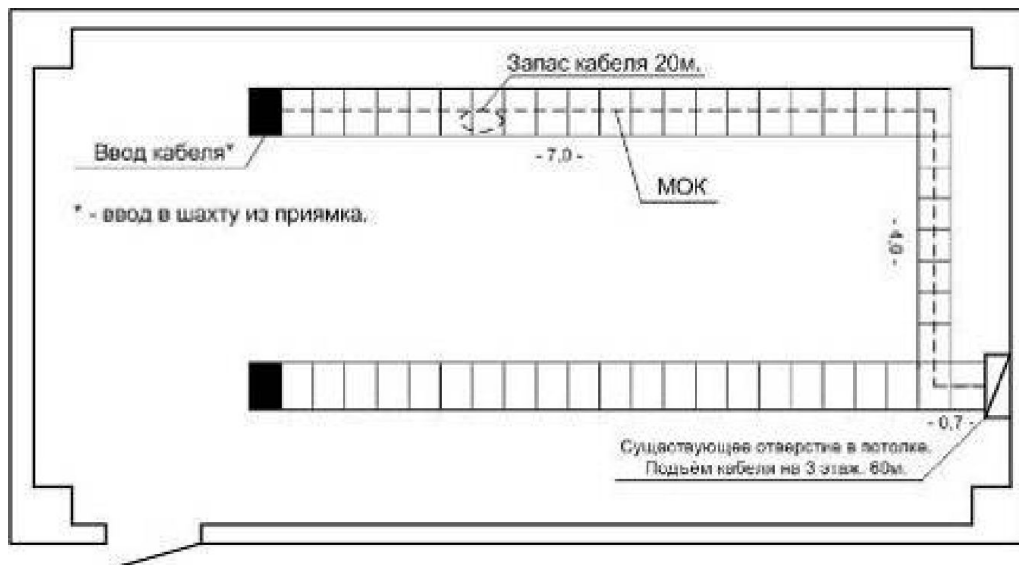 Запас кабеля 20м.
Ввод кабеля*
- 7,0 -
МОК
* - ввод в шахту из приямка.
- 4,0 -
- 0,7 -
Существующее отверстие в потолке.
Подъём кабеля на 3 этаж. 60м.